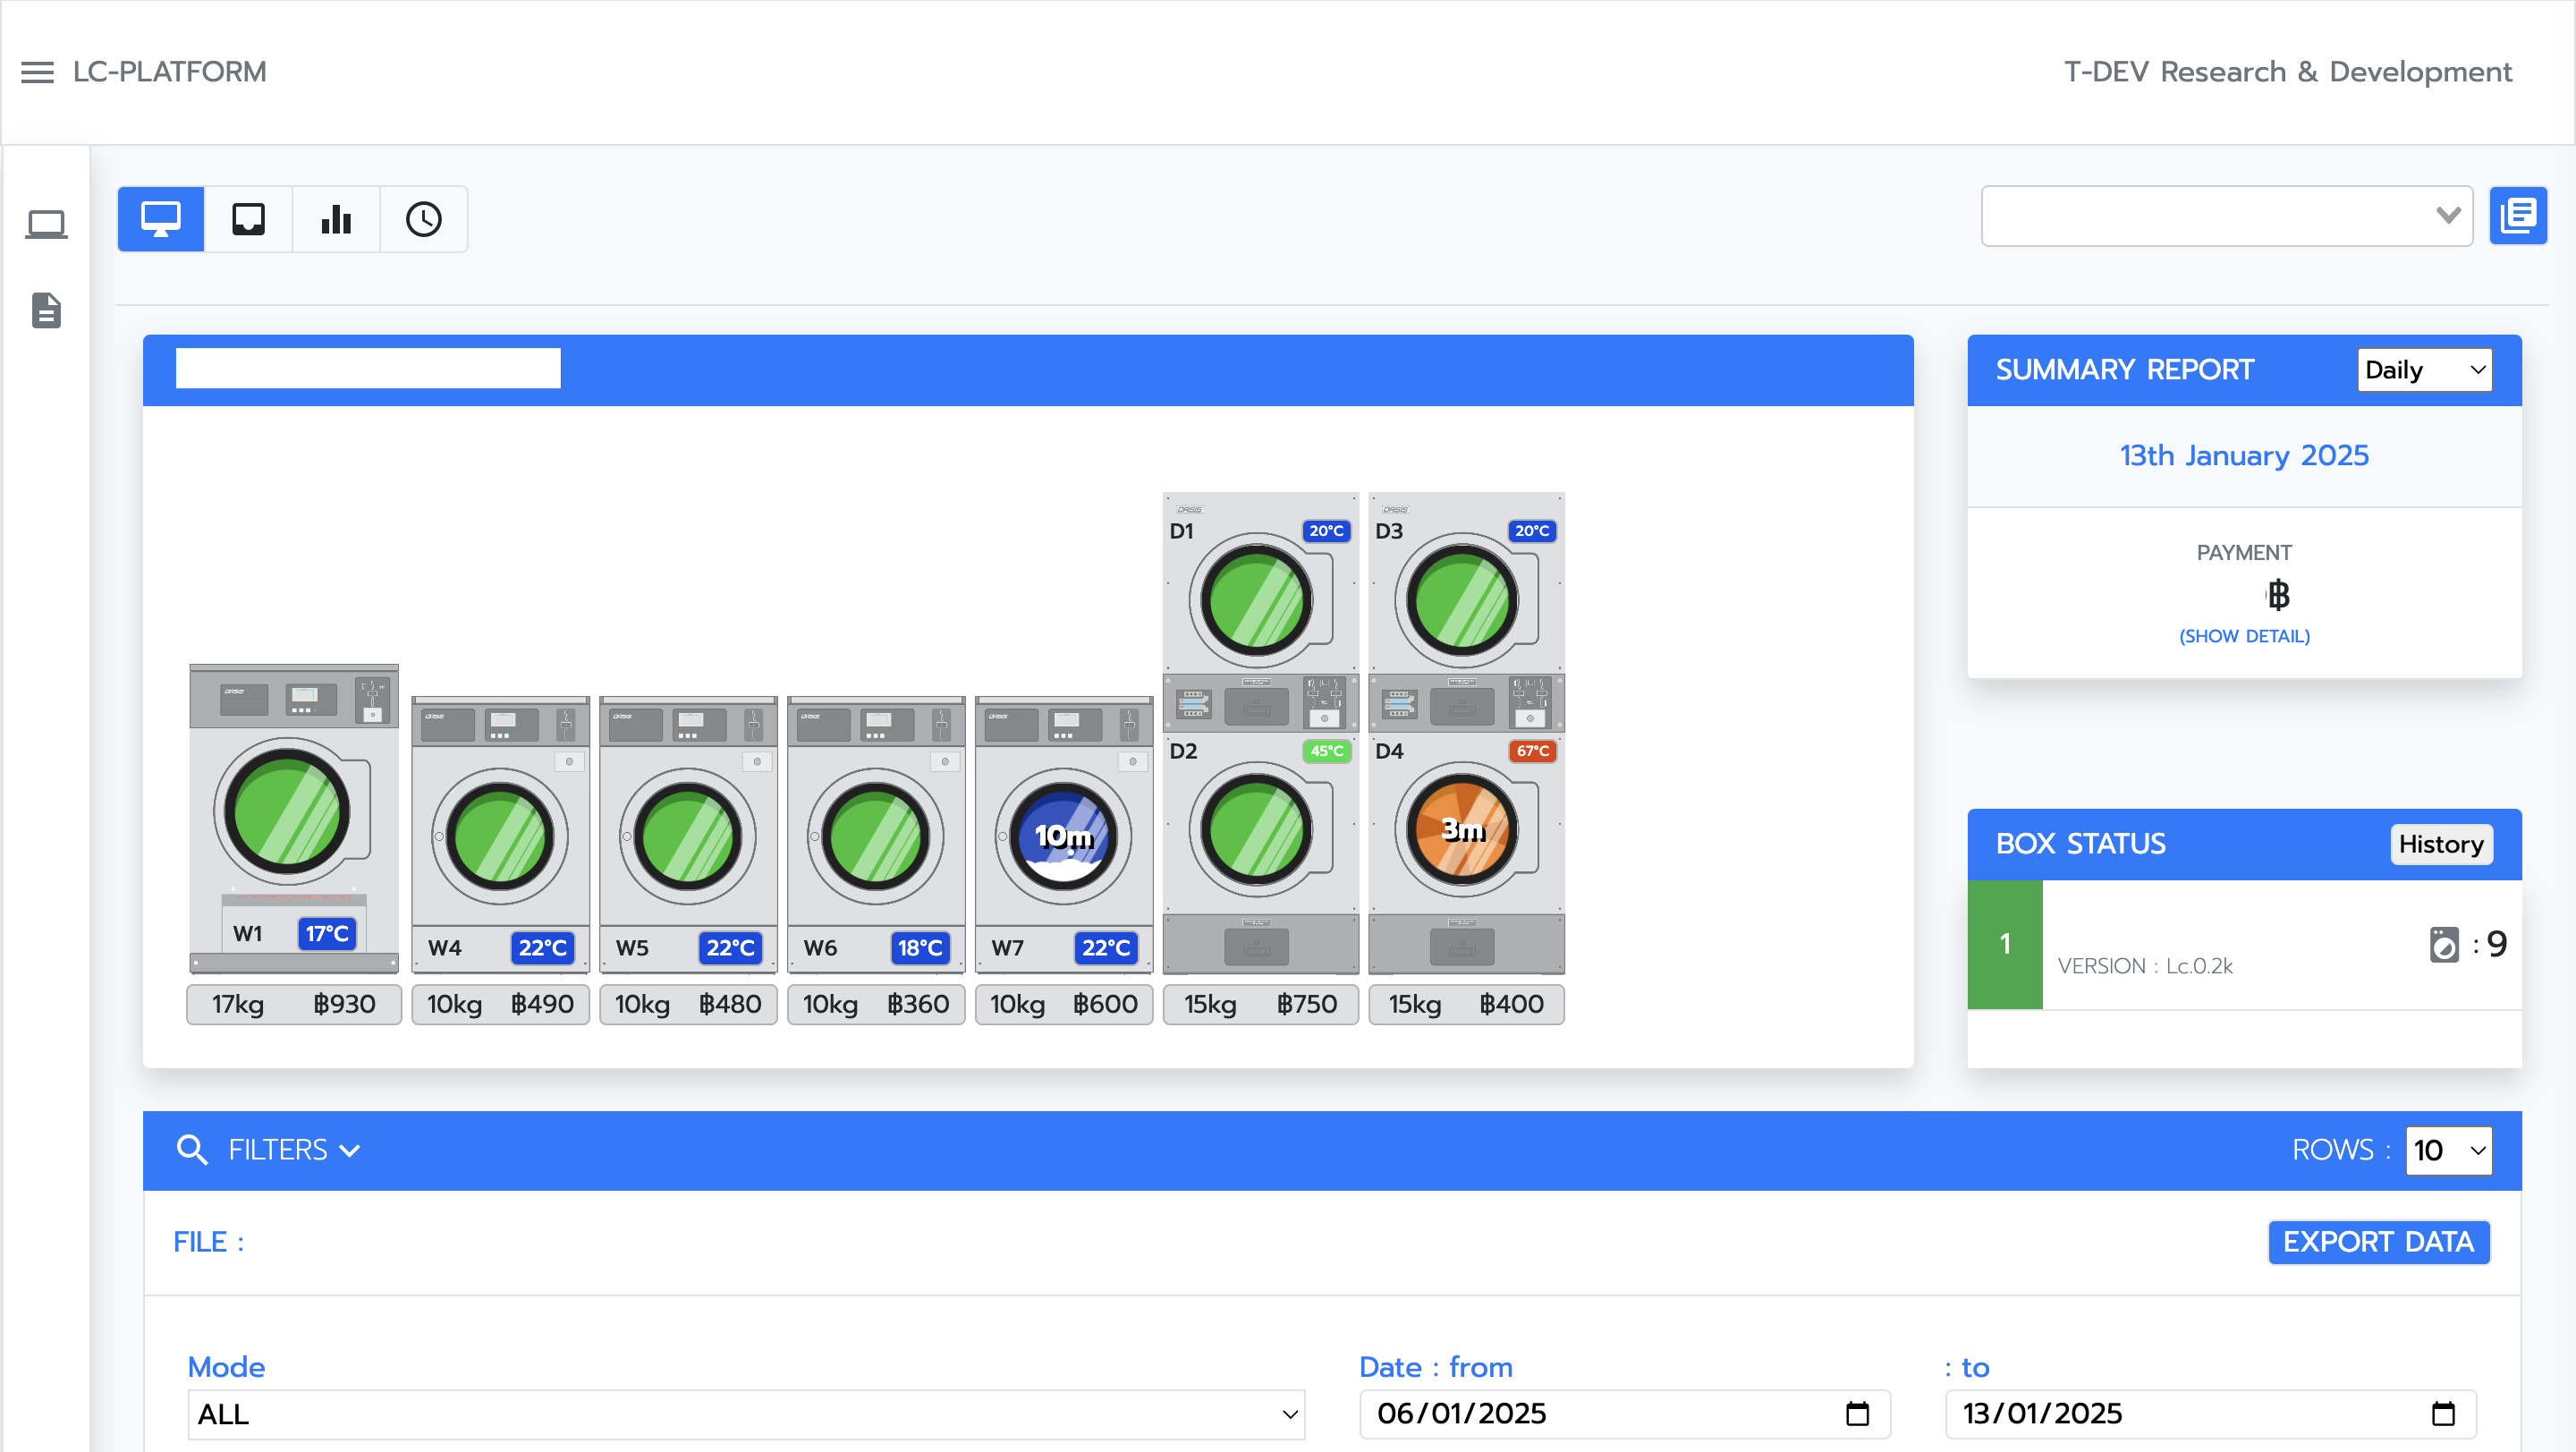 LC-PLATFORM
T-DEV Research & Development
SUMMARY REPORT
Daily
13th January 2025
PAYMENT
฿
(SHOW DETAIL)
D1
20°C
D3
20°C
D2
45°C
D4
67°C
3m
10m
W1
17°C
W4
22°C
W5
22°C
W6
18°C
W7
22°C
17kg ฿930
10kg ฿490
10kg ฿480
10kg ฿360
10kg ฿600
15kg ฿750
15kg ฿400
BOX STATUS
History
1
VERSION : Lc.0.2k
: 9
FILTERS
ROWS :
10
FILE :
EXPORT DATA
Mode
ALL
Date : from
06/01/2025
: to
13/01/2025